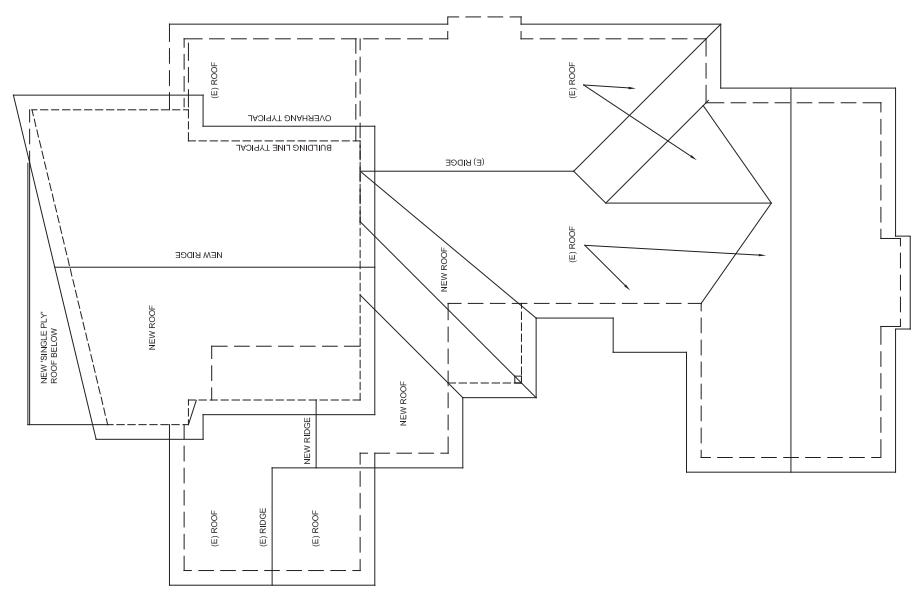 (E) ROOF
(E) ROOF
OVERHANG TYPICAL
BUILDING LINE TYPICAL
(E) RIDGE
(E) ROOF
NEW RIDGE
NEW ROOF
NEW ROOF
NEW 'SINGLE PLY'
ROOF BELOW
NEW ROOF
NEW RIDGE
(E) ROOF
(E) RIDGE
(E) ROOF